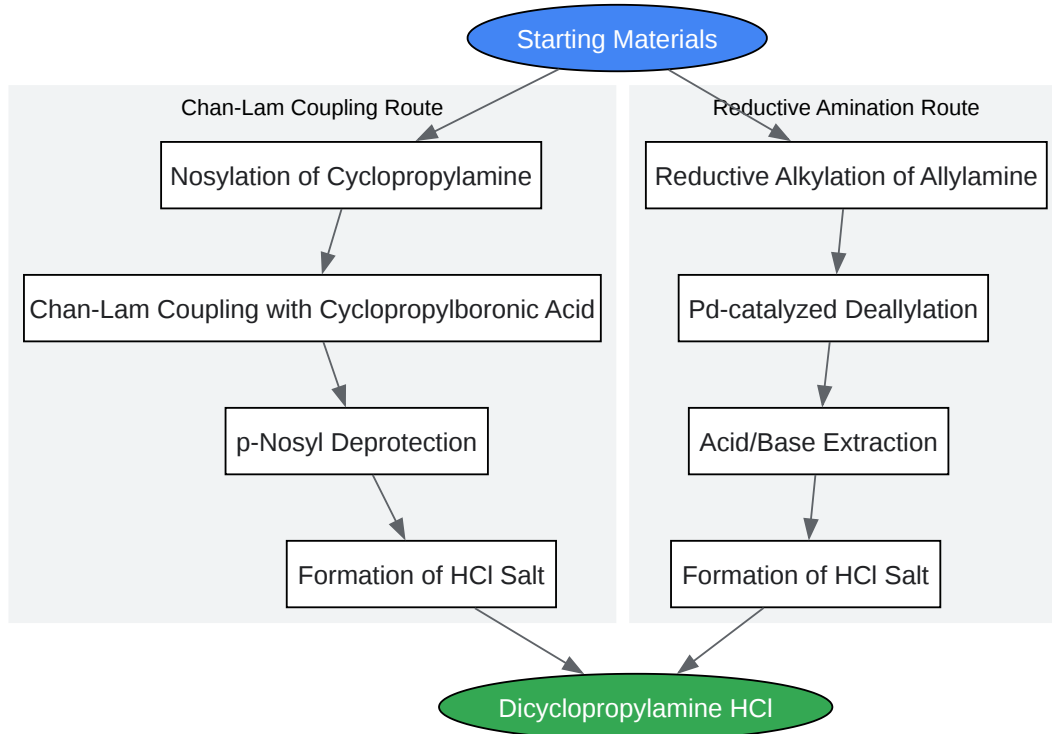 Starting Materials
Chan-Lam Coupling Route
Reductive Amination Route
Nosylation of Cyclopropylamine
Reductive Alkylation of Allylamine
Chan-Lam Coupling with Cyclopropylboronic Acid
Pd-catalyzed Deallylation
p-Nosyl Deprotection
Acid/Base Extraction
Formation of HCl Salt
Formation of HCl Salt
Dicyclopropylamine HCl